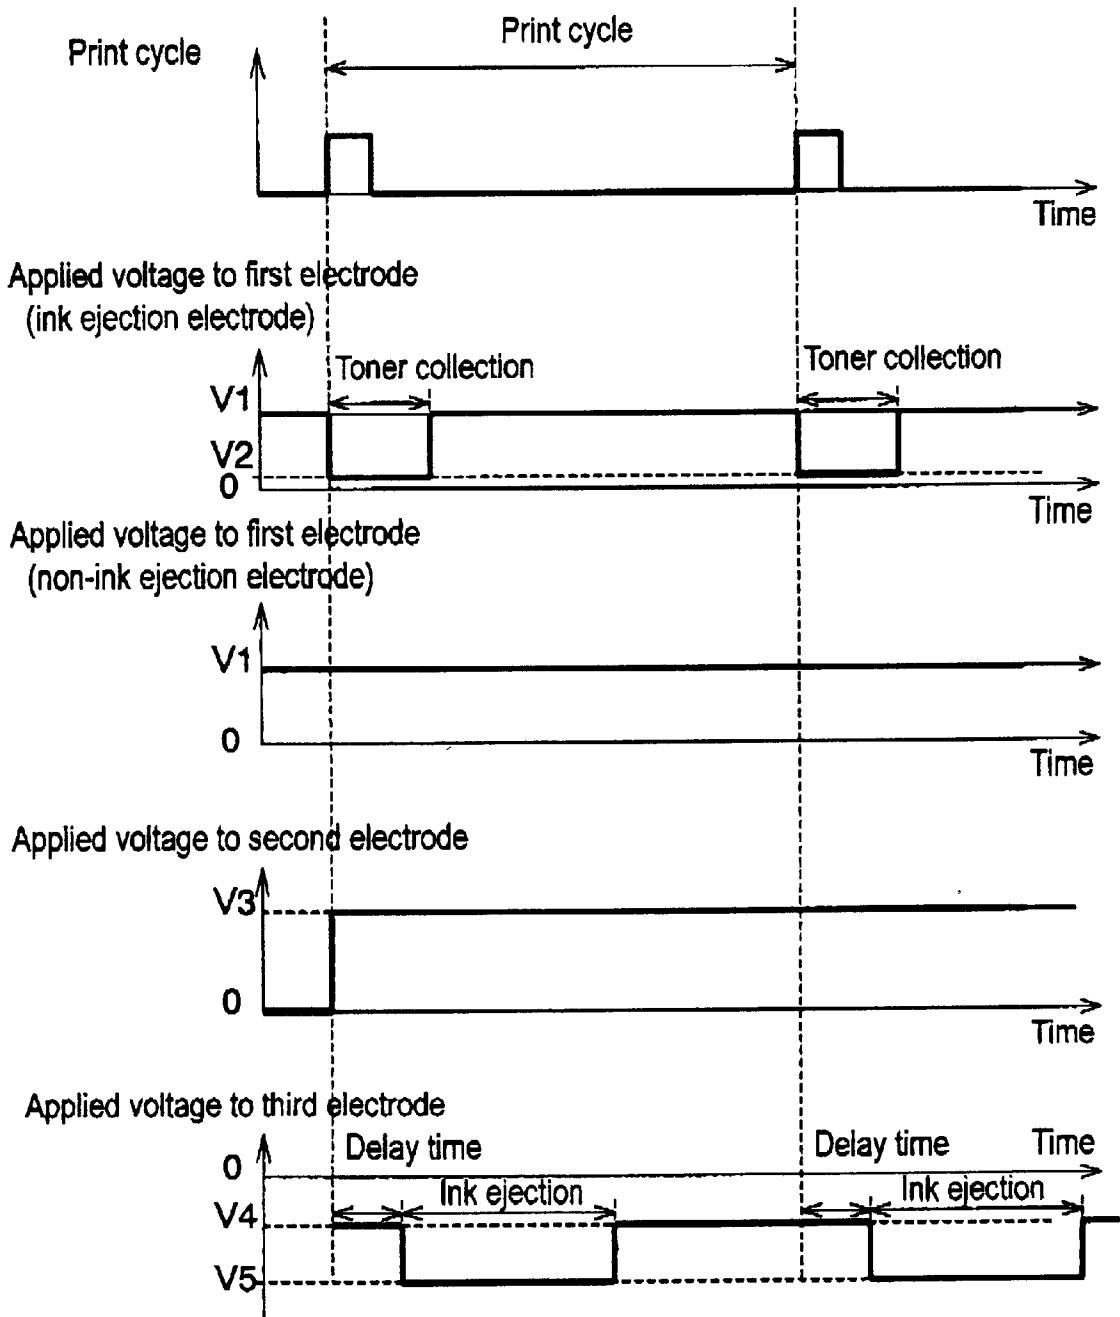 Print cycle
Print cycle
Time
Applied voltage to first electrode
(ink ejection electrode)
Toner collection
Toner collection
V1
V2
0
Time
Applied voltage to first electrode
(non-ink ejection electrode)
V1
0
Time
Applied voltage to second electrode
V3
0
Time
Applied voltage to third electrode
Delay time
Delay time
Time
0
Ink ejection
Ink ejection
V4
V5